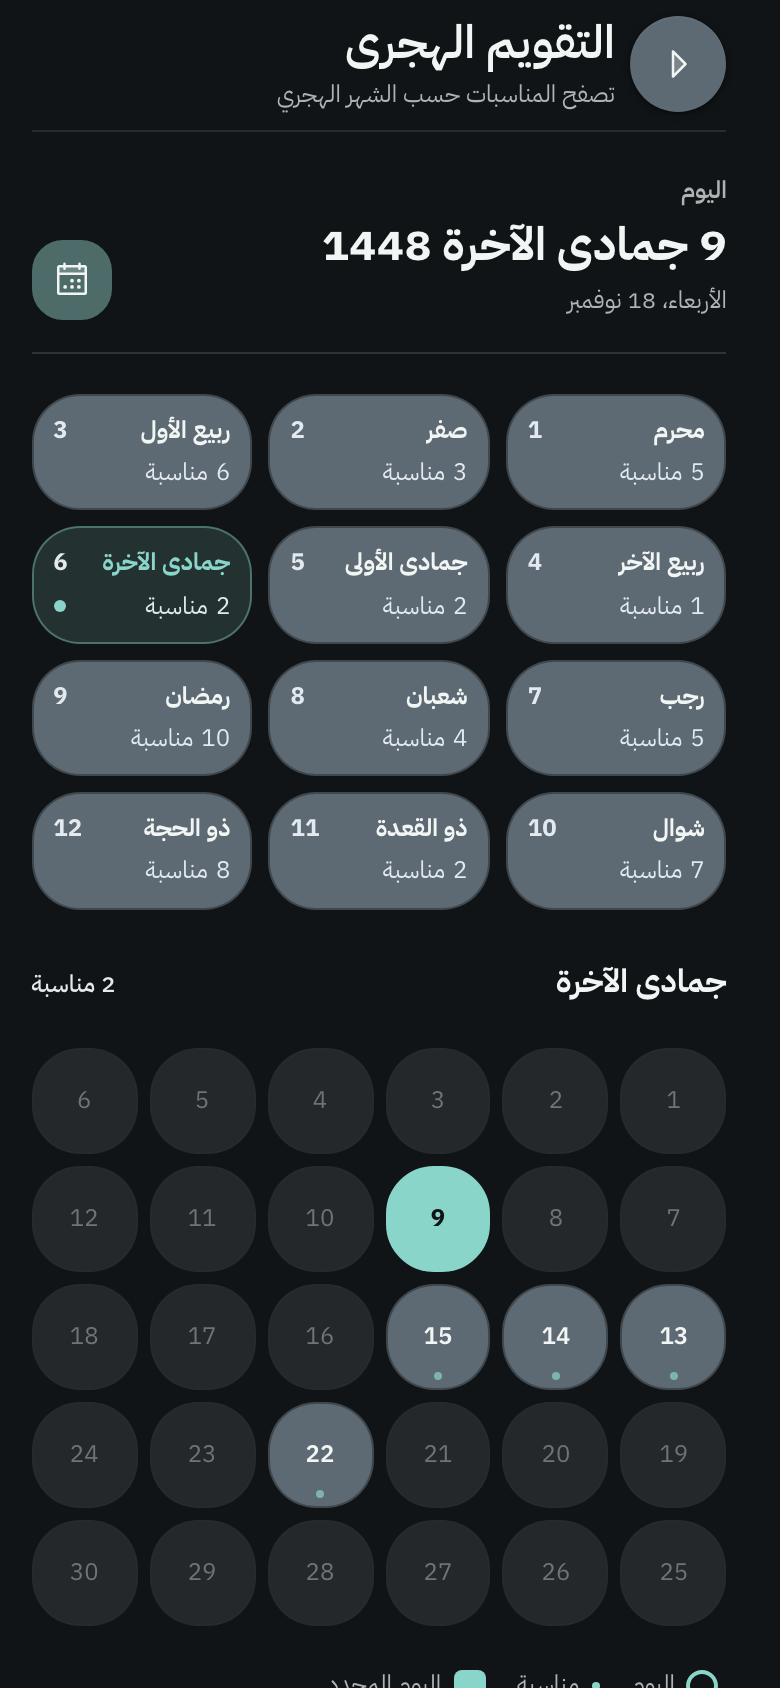 التقويم الهجري
تصفح المناسبات حسب الشهر الهجري
اليوم
9 جمادى الآخرة 1448
الأربعاء، 18 نوفمبر
محرم 1
5 مناسبة
صفر 2
3 مناسبة
ربيع الأول 3
6 مناسبة
ربيع الآخر 4
1 مناسبة
جمادى الأولى 5
2 مناسبة
جمادى الآخرة 6
2 مناسبة
رجب 7
5 مناسبة
شعبان 8
4 مناسبة
رمضان 9
10 مناسبة
شوال 10
7 مناسبة
ذو القعدة 11
2 مناسبة
ذو الحجة 12
8 مناسبة
جمادى الآخرة 2 مناسبة
1 2 3 4 5 6
7 8 9 10 11 12
13 14 15 16 17 18
19 20 21 22 23 24
25 26 27 28 29 30
اليوم مناسبة اليوم المحدد